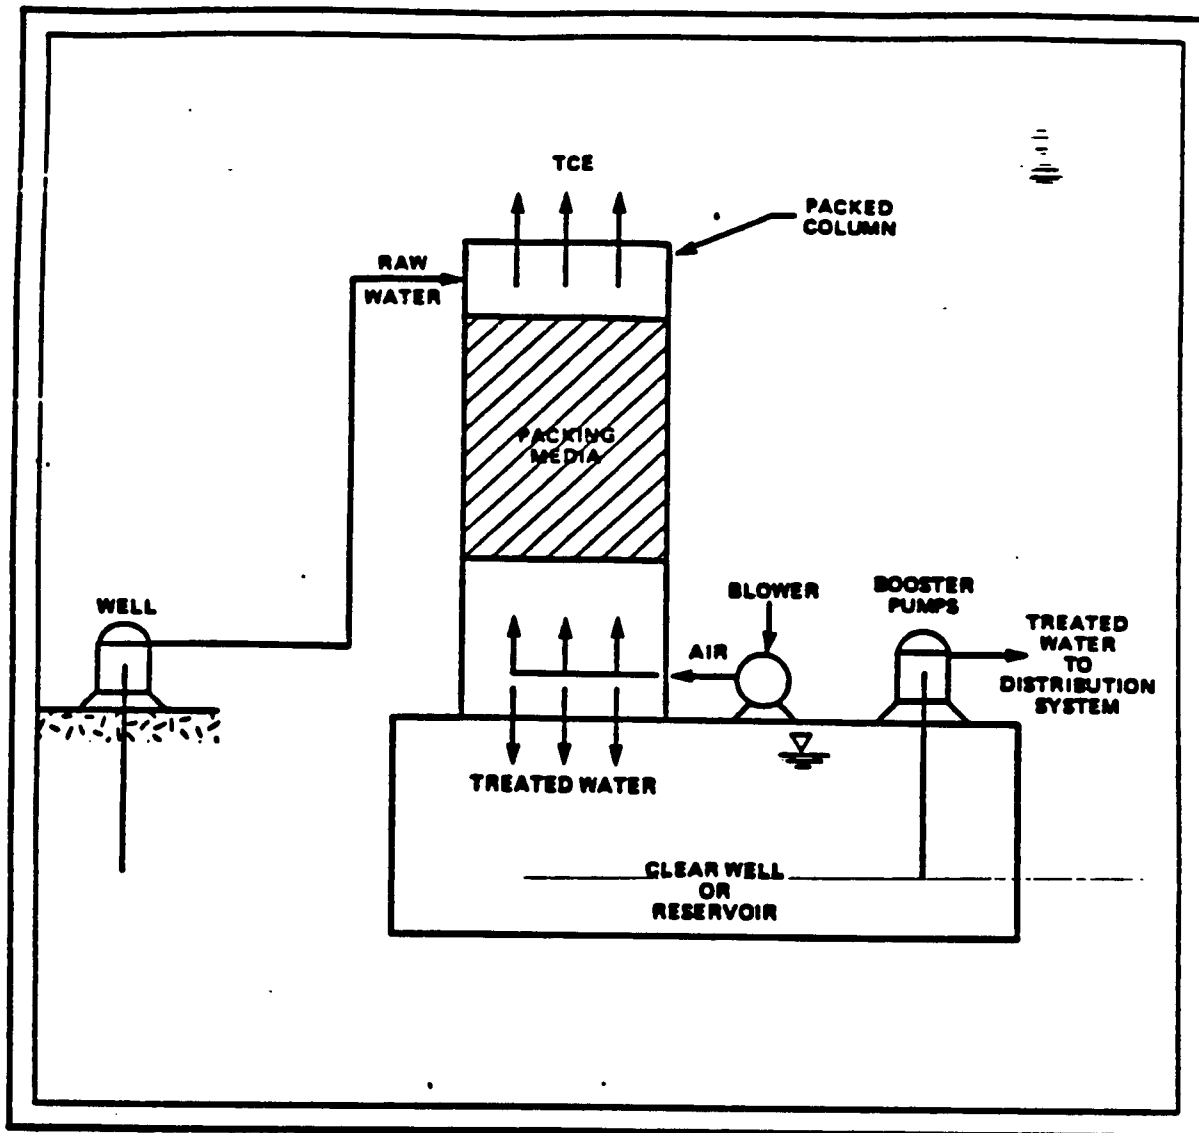 TCE
PACKED
COLUMN
RAW
WATER
PACKING
MEDIA
WELL
BLOWER
BOOSTER
PUMPS
AIR
TREATED
WATER
TO
DISTRIBUTION
SYSTEM
TREATED WATER
CLEAR WELL
OR
RESERVOIR